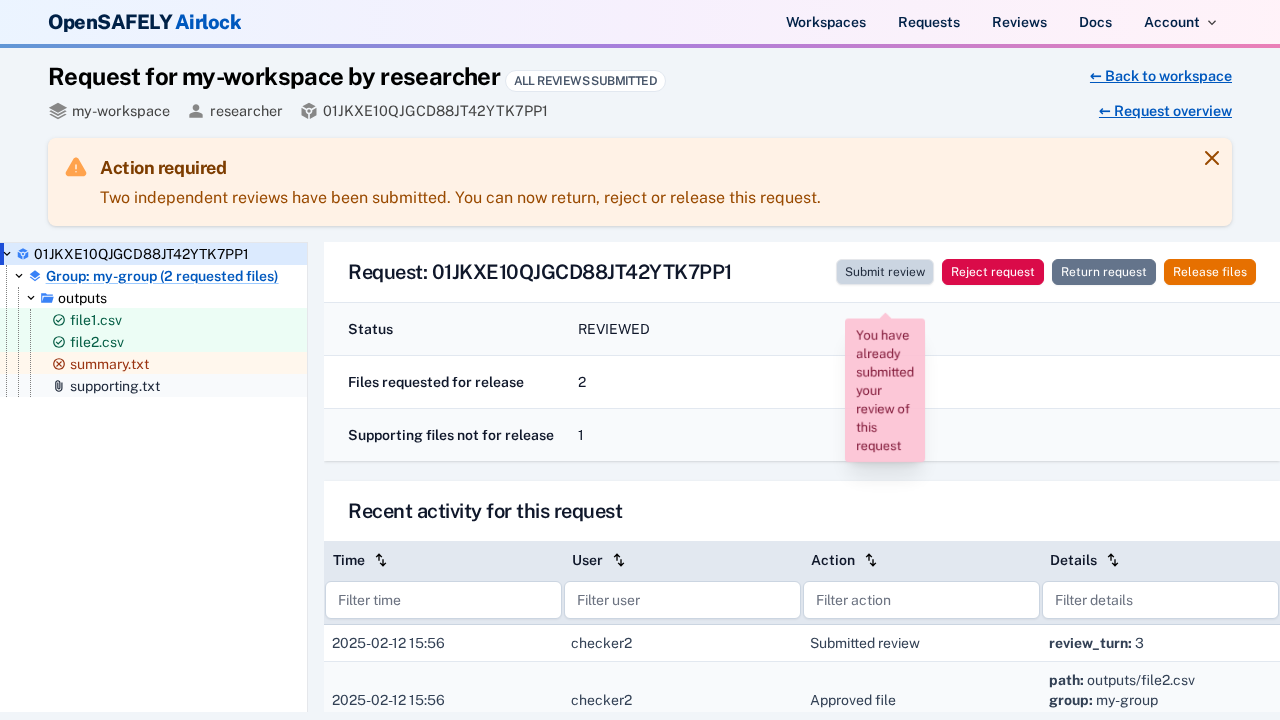 OpenSAFELY Airlock
Workspaces Requests Reviews Docs Account
Request for my-workspace by researcher ALL REVIEWS SUBMITTED
← Back to workspace
my-workspace researcher 01JKXE10QJGCD88JT42YTK7PP1
← Request overview
Action required
Two independent reviews have been submitted. You can now return, reject or release this request.
01JKXE10QJGCD88JT42YTK7PP1
Group: my-group (2 requested files)
outputs
file1.csv
file2.csv
summary.txt
supporting.txt
Request: 01JKXE10QJGCD88JT42YTK7PP1
Submit review Reject request Return request Release files
Status REVIEWED
Files requested for release 2
Supporting files not for release 1
You have
already
submitted
your
review of
this
request
Recent activity for this request
Time User Action Details
Filter time Filter user Filter action Filter details
2025-02-12 15:56 checker2 Submitted review review_turn: 3
2025-02-12 15:56 checker2 Approved file path: outputs/file2.csv
group: my-group